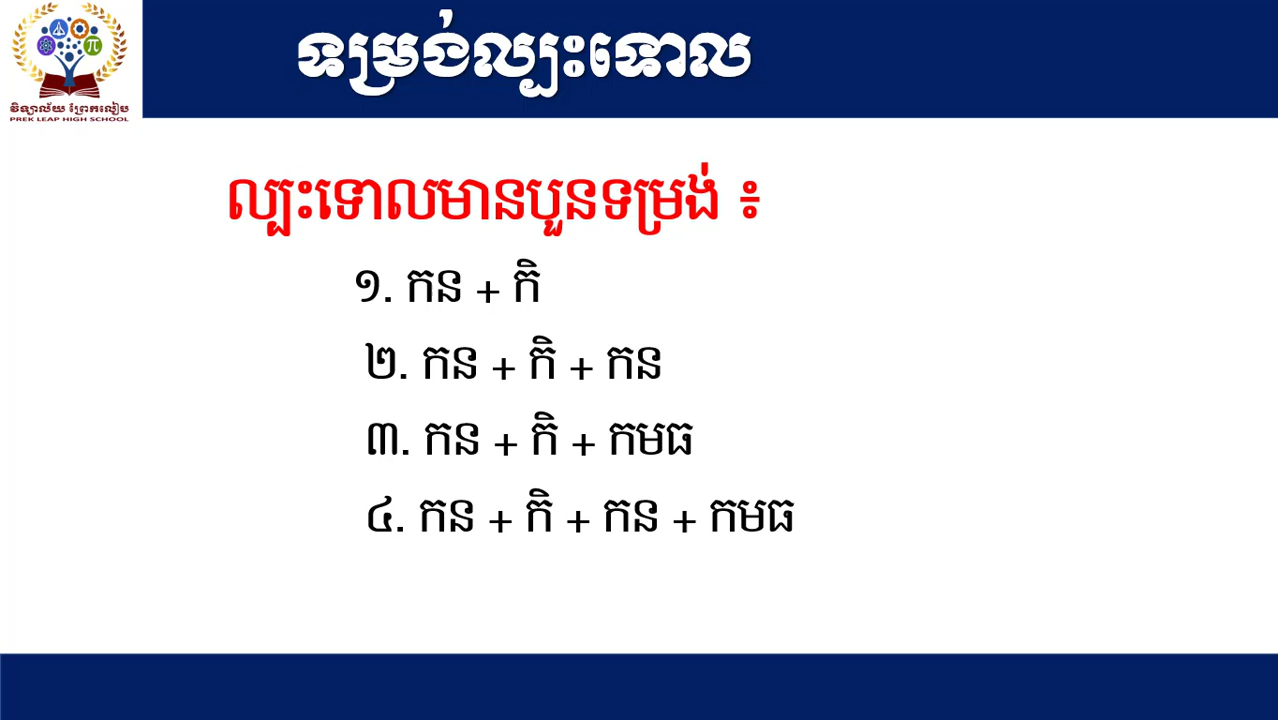 ទម្រង់ល្បះទោល
វិទ្យាល័យ ព្រែកលៀប
PREK LEAP HIGH SCHOOL
ល្បះទោលមានបួនទម្រង់ ៖
១. កន + កិ
២. កន + កិ + កន
៣. កន + កិ + កមធ
៤. កន + កិ + កន + កមធ